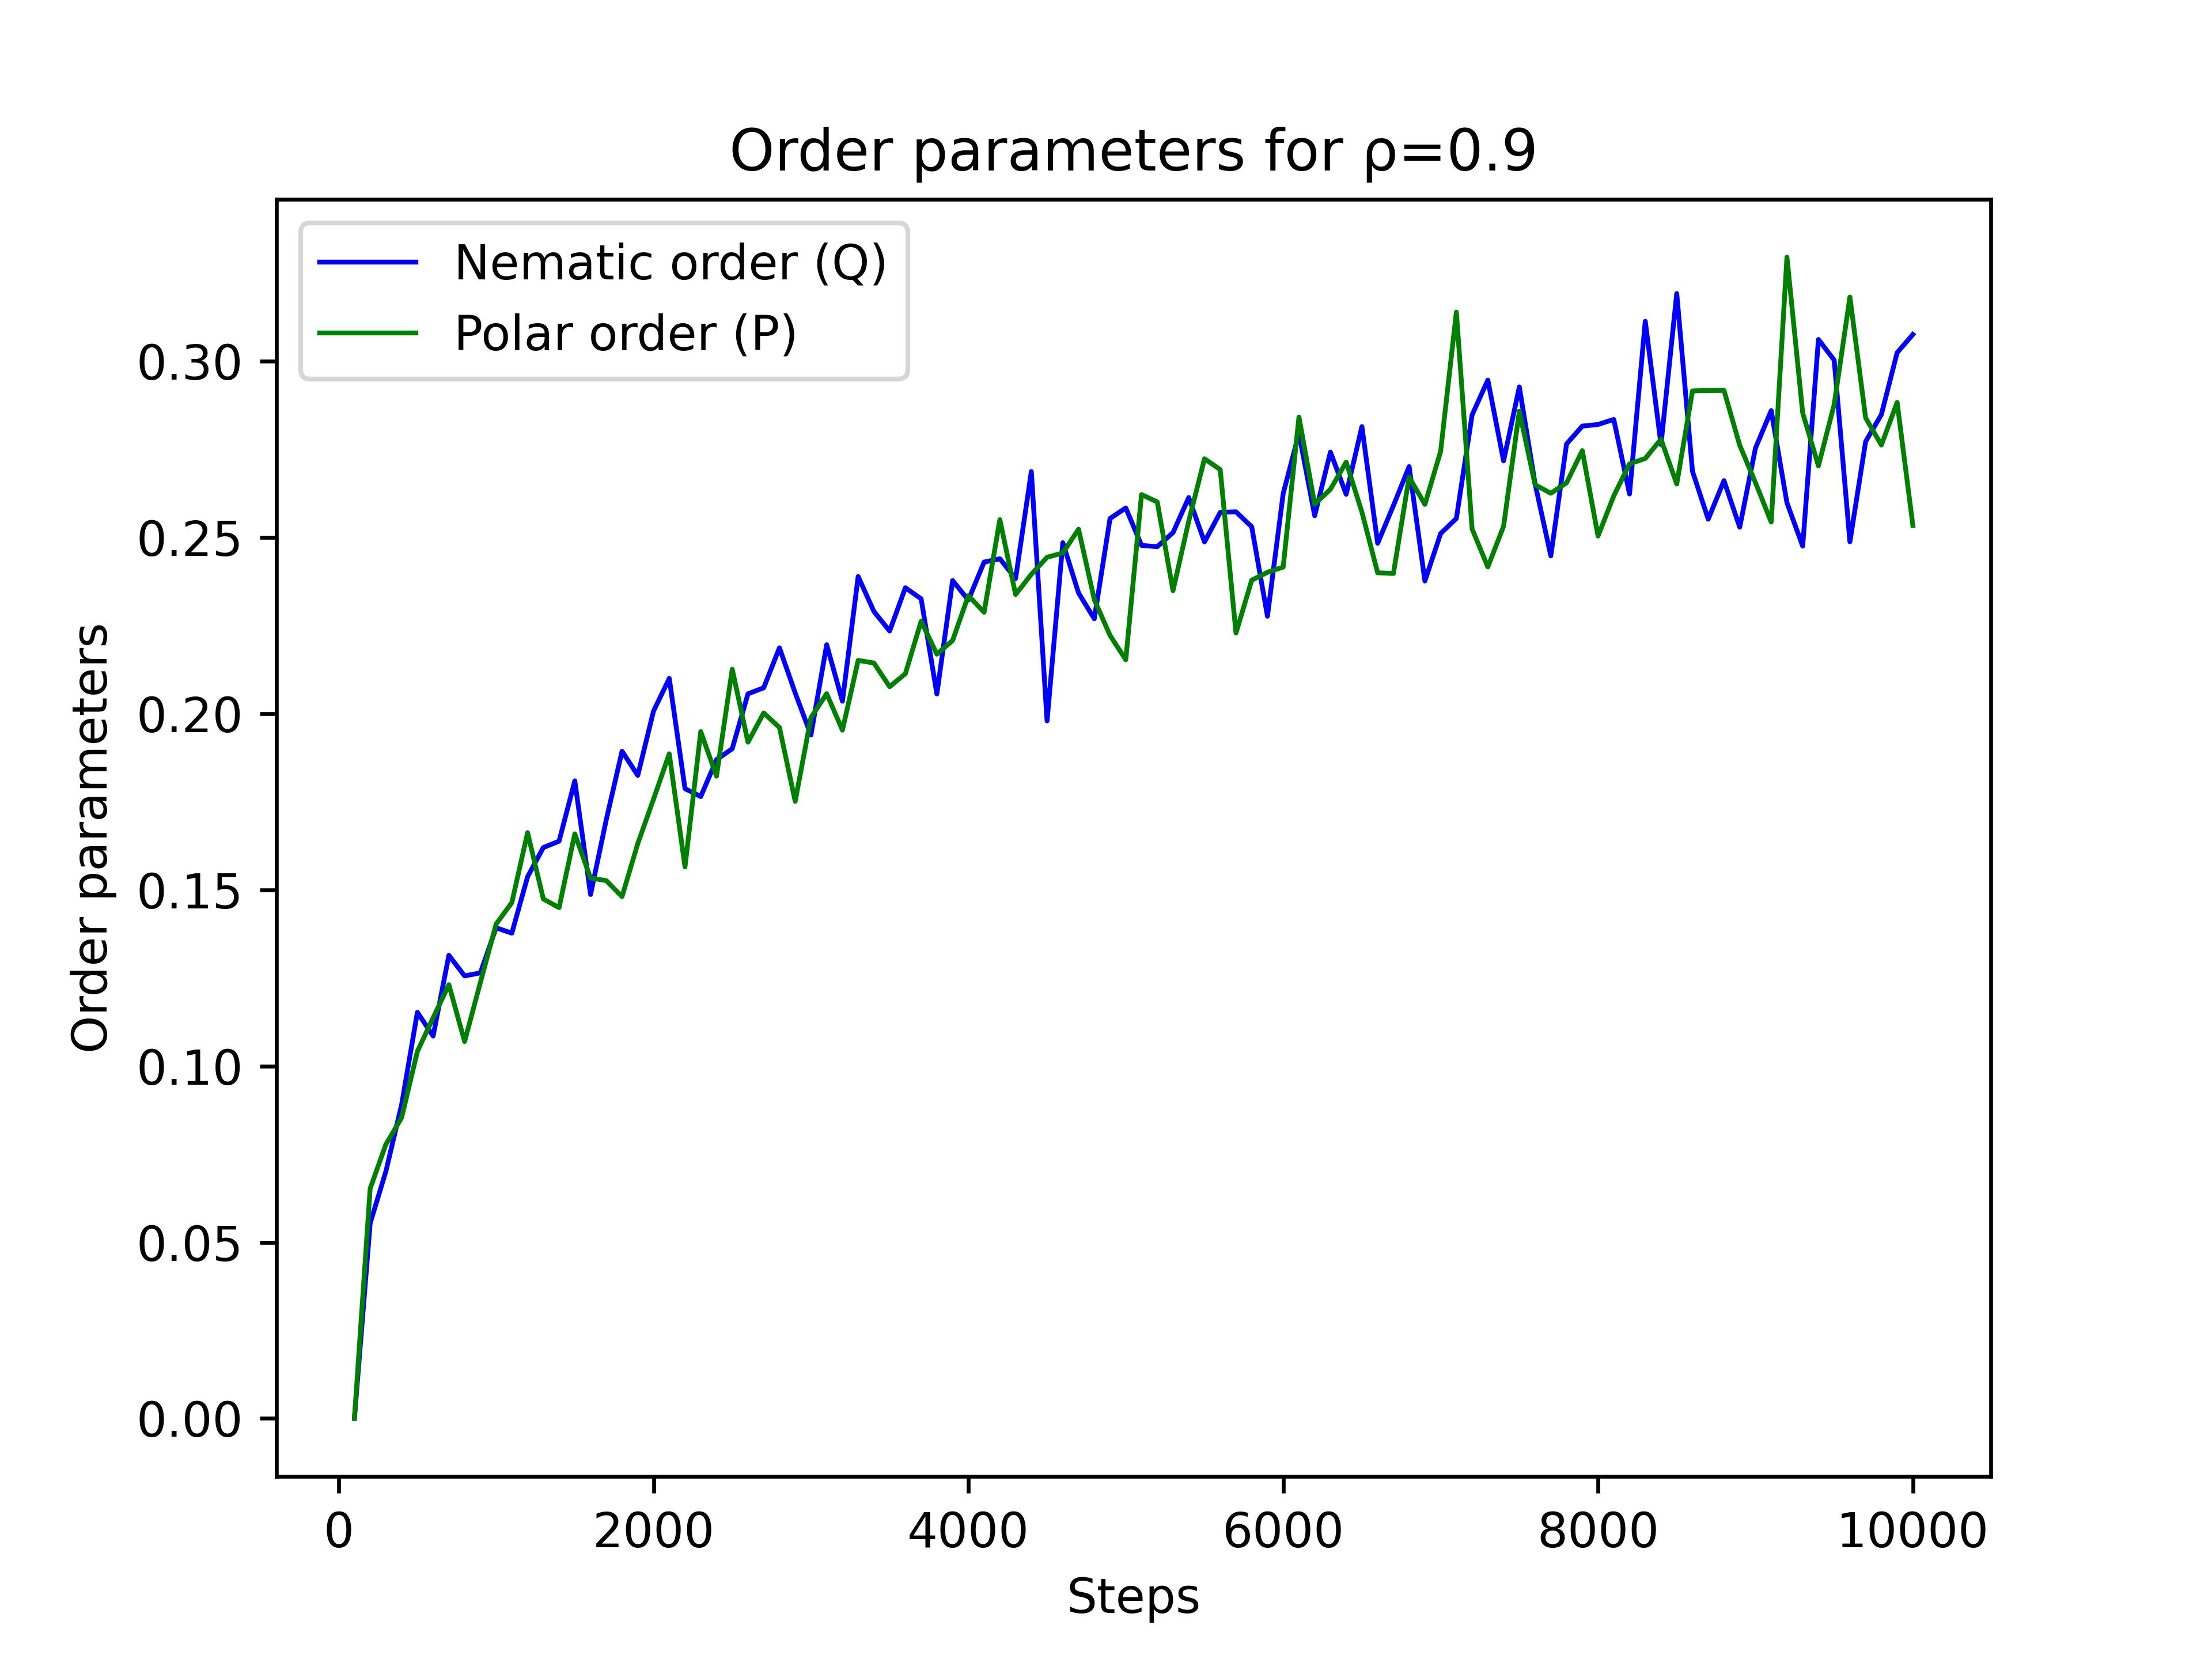 Order parameters for ρ=0.9
Nematic order (Q)
Polar order (P)
Order parameters
0.30
0.25
0.20
0.15
0.10
0.05
0.00
0 2000 4000 6000 8000 10000
Steps